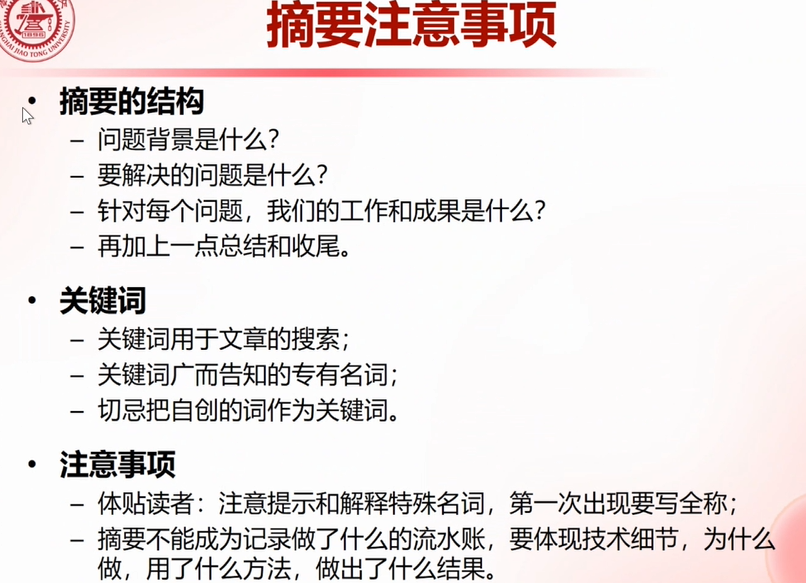 摘要注意事项
SHANGHAI JIAO TONG UNIVERSITY
• 摘要的结构
– 问题背景是什么？
– 要解决的问题是什么？
– 针对每个问题，我们的工作和成果是什么？
– 再加上一点总结和收尾。
• 关键词
– 关键词用于文章的搜索；
– 关键词广而告知的专有名词；
– 切忌把自创的词作为关键词。
• 注意事项
– 体贴读者：注意提示和解释特殊名词，第一次出现要写全称；
– 摘要不能成为记录做了什么的流水账，要体现技术细节，为什么
做，用了什么方法，做出了什么结果。